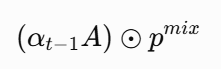 (α_{t−1}A) ⊙ p^{mix}